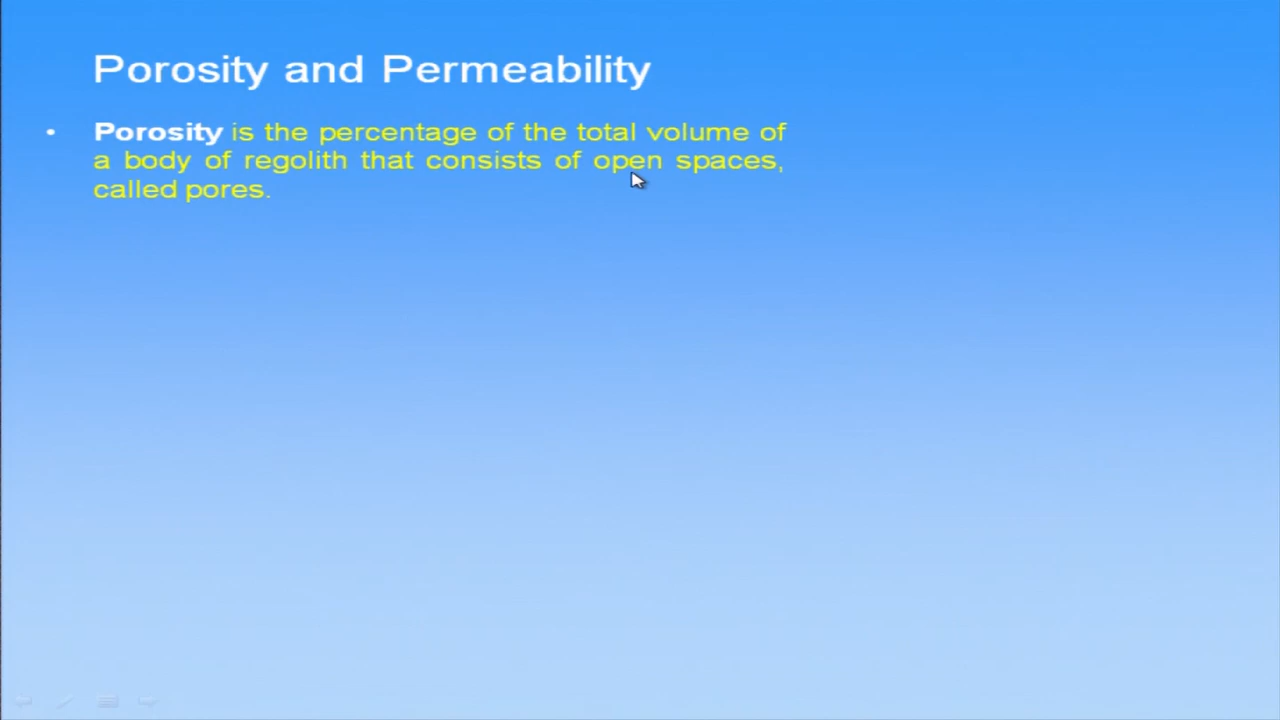 Porosity and Permeability
• Porosity is the percentage of the total volume of
a body of regolith that consists of open spaces,
called pores.